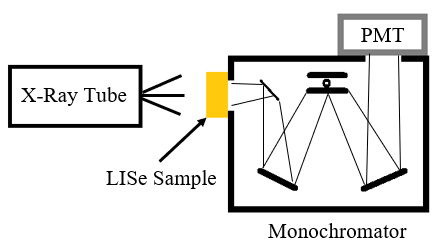 PMT
X-Ray Tube
LISe Sample
Monochromator